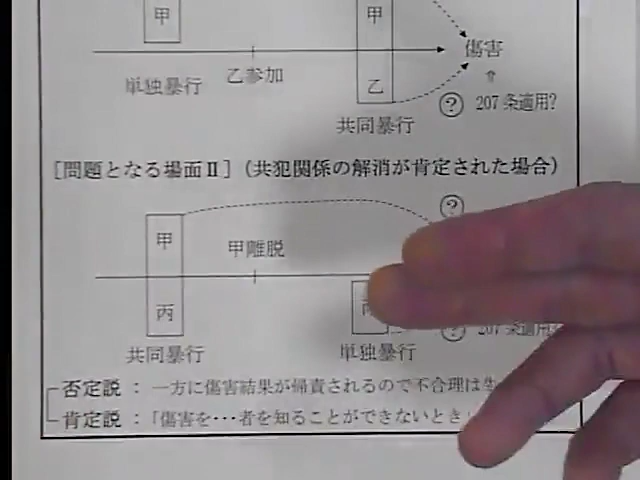 甲
甲
傷害
単独暴行
乙参加
乙
⇑
? 207 条適用?
共同暴行
[問題となる場面Ⅱ]（共犯関係の解消が肯定された場合）
?
甲
甲離脱
丙
? 207 条適用?
共同暴行
単独暴行
否定説 : 一方に傷害結果が帰責されるので不合理は
肯定説 : 「傷害を･･･者を知ることができないとき」